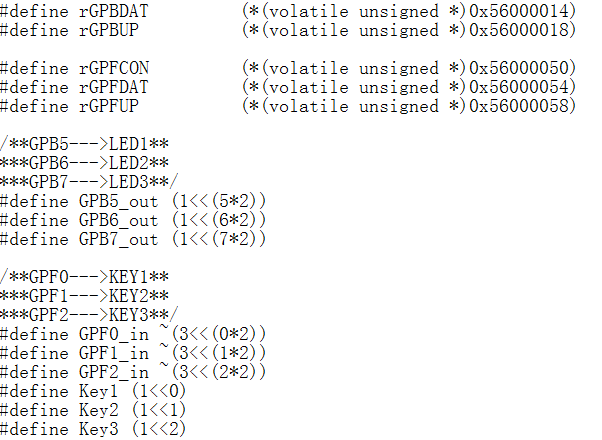 #define rGPBDAT (*(volatile unsigned *)0x56000014)
#define rGPBUP (*(volatile unsigned *)0x56000018)
#define rGPFCON (*(volatile unsigned *)0x56000050)
#define rGPFDAT (*(volatile unsigned *)0x56000054)
#define rGPFUP (*(volatile unsigned *)0x56000058)
/**GPB5--->LED1**
***GPB6--->LED2**
***GPB7--->LED3**/
#define GPB5_out (1<<(5*2))
#define GPB6_out (1<<(6*2))
#define GPB7_out (1<<(7*2))
/**GPF0--->KEY1**
***GPF1--->KEY2**
***GPF2--->KEY3**/
#define GPF0_in ~(3<<(0*2))
#define GPF1_in ~(3<<(1*2))
#define GPF2_in ~(3<<(2*2))
#define Key1 (1<<0)
#define Key2 (1<<1)
#define Key3 (1<<2)